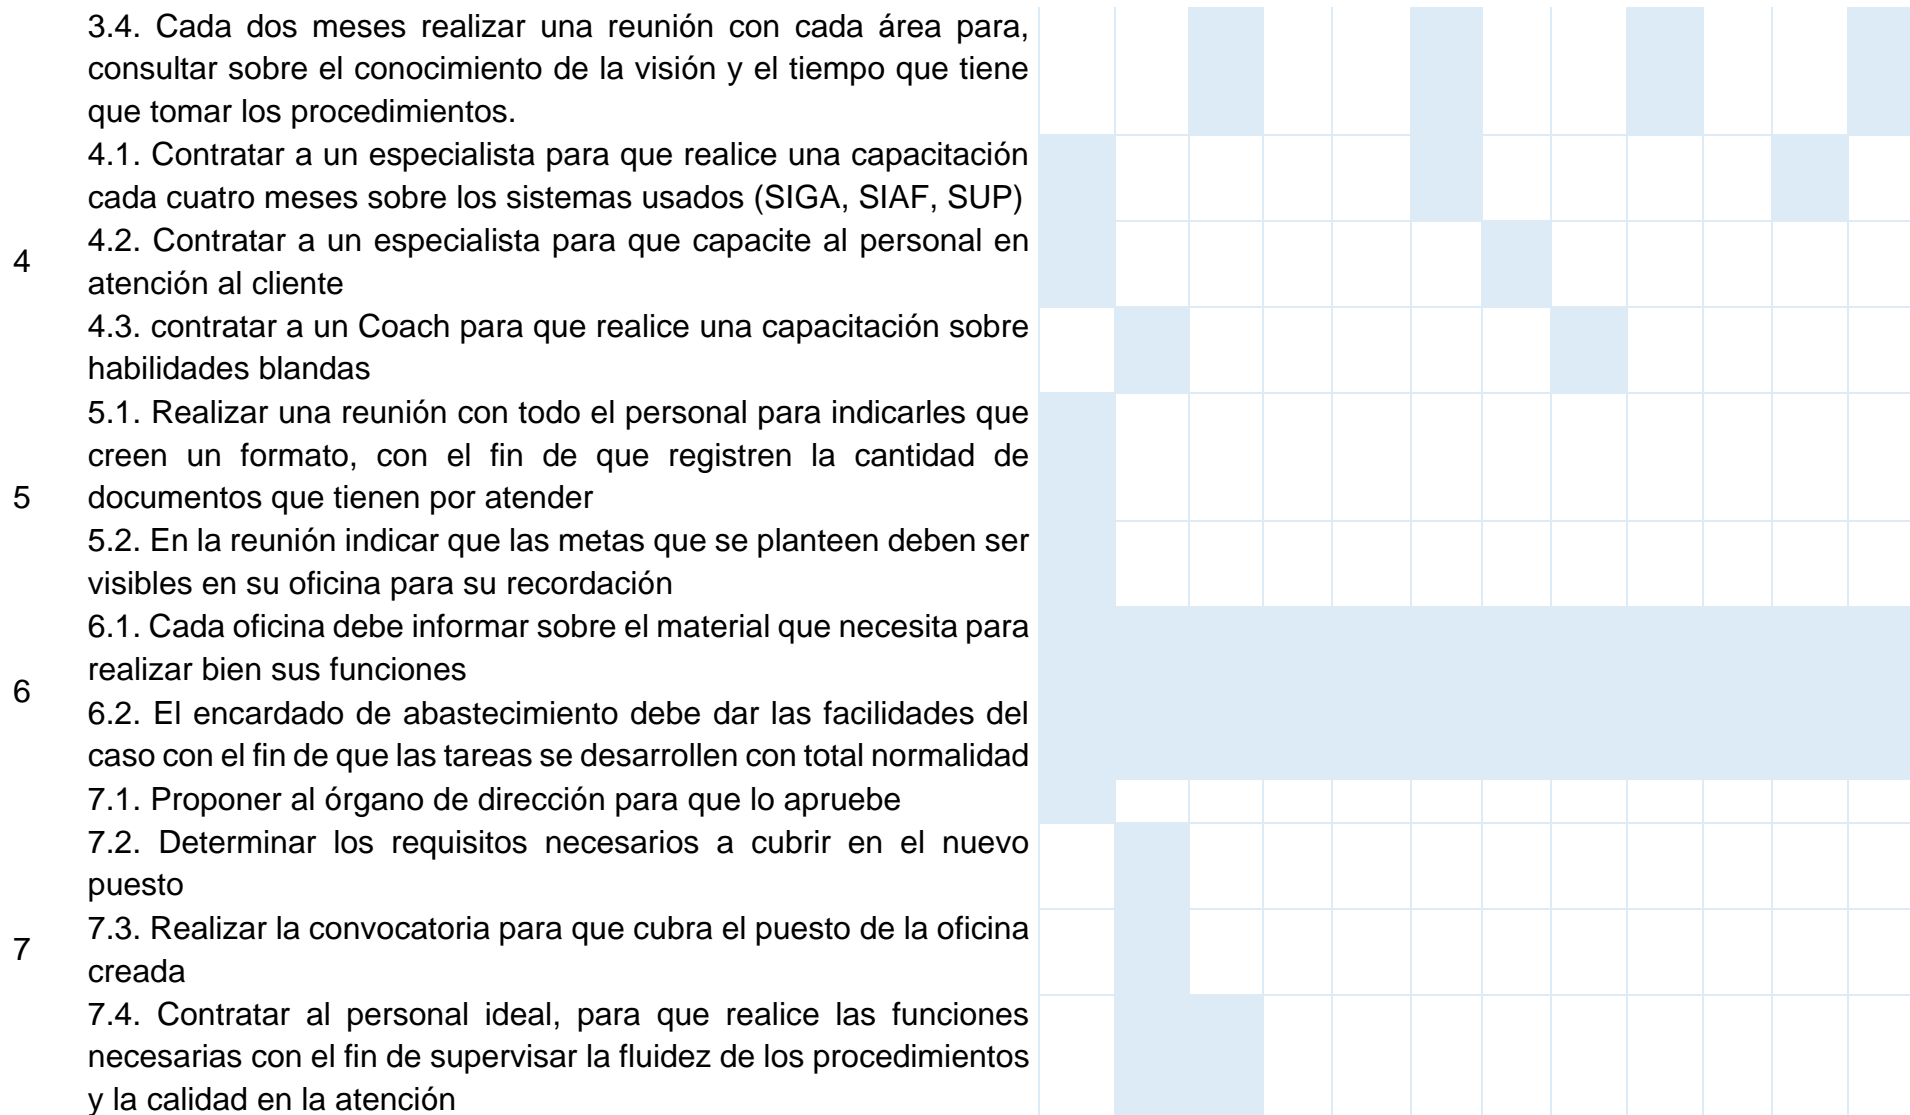 3.4. Cada dos meses realizar una reunión con cada área para,
consultar sobre el conocimiento de la visión y el tiempo que tiene
que tomar los procedimientos.
4
4.1. Contratar a un especialista para que realice una capacitación
cada cuatro meses sobre los sistemas usados (SIGA, SIAF, SUP)
4.2. Contratar a un especialista para que capacite al personal en
atención al cliente
4.3. contratar a un Coach para que realice una capacitación sobre
habilidades blandas
5
5.1. Realizar una reunión con todo el personal para indicarles que
creen un formato, con el fin de que registren la cantidad de
documentos que tienen por atender
5.2. En la reunión indicar que las metas que se planteen deben ser
visibles en su oficina para su recordación
6
6.1. Cada oficina debe informar sobre el material que necesita para
realizar bien sus funciones
6.2. El encardado de abastecimiento debe dar las facilidades del
caso con el fin de que las tareas se desarrollen con total normalidad
7
7.1. Proponer al órgano de dirección para que lo apruebe
7.2. Determinar los requisitos necesarios a cubrir en el nuevo
puesto
7.3. Realizar la convocatoria para que cubra el puesto de la oficina
creada
7.4. Contratar al personal ideal, para que realice las funciones
necesarias con el fin de supervisar la fluidez de los procedimientos
y la calidad en la atención